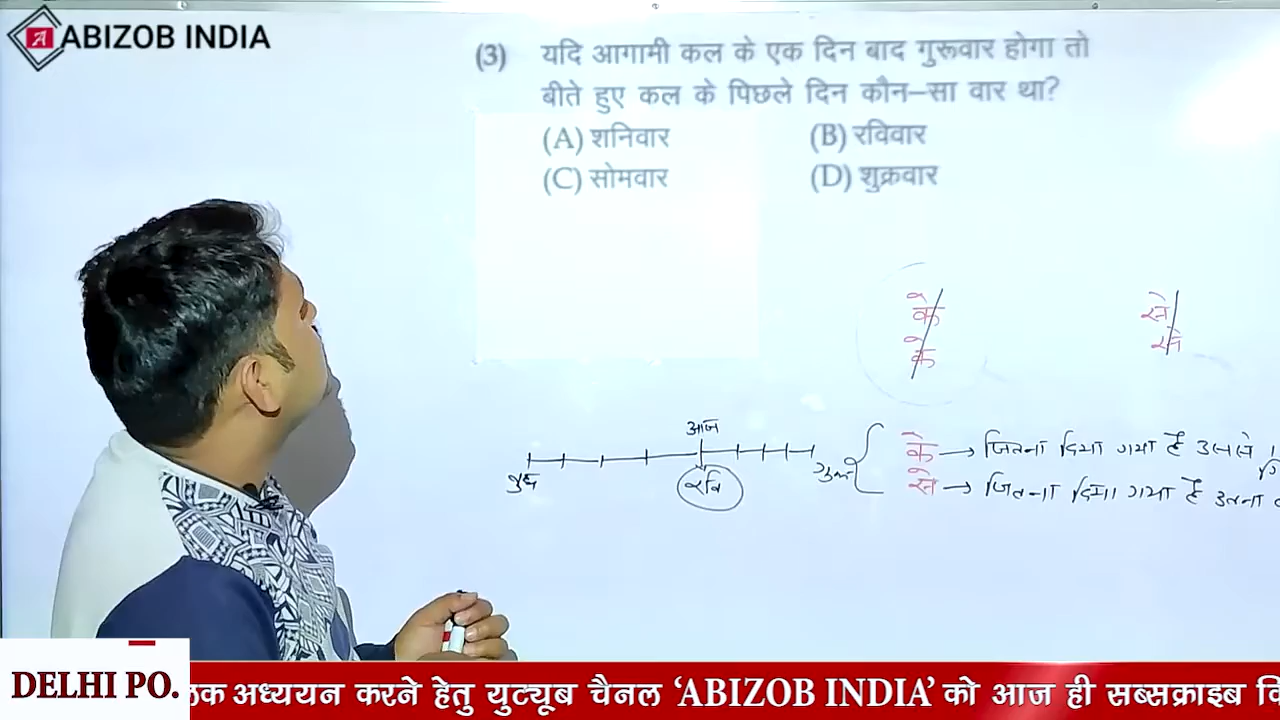 ABIZOB INDIA
(3) यदि आगामी कल के एक दिन बाद गुरूवार होगा तो
बीते हुए कल के पिछले दिन कौन–सा वार था?
(A) शनिवार (B) रविवार
(C) सोमवार (D) शुक्रवार
के से
के से
आज
बुध रवि गुरू
के → जितना दिया गया है उससे 1
से → जितना दिया गया है उतना
DELHI PO.
अध्ययन करने हेतु युट्यूब चैनल ‘ABIZOB INDIA’ को आज ही सब्सक्राइब